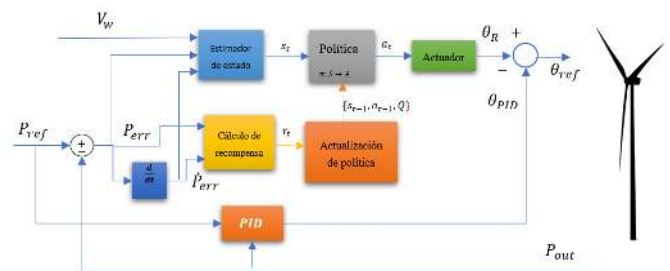 V_w
Estimador
de estado
s_t
Política
π: S → A
a_t
Actuador
θ_R
+
−
θ_ref
θ_PID
{s_{t−1}, a_{t−1}, Q}
P_ref
±
P_err
Cálculo de
recompensa
r_t
Actualización
de política
d/dt
Ṗ_err
PID
P_out